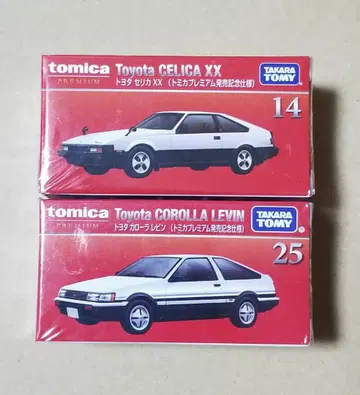 tomica
PREMIUM
Toyota CELICA XX
トヨタ セリカ XX (トミカプレミアム発売記念仕様)
TAKARA
TOMY
14
tomica
PREMIUM
Toyota COROLLA LEVIN
トヨタ カローラ レビン (トミカプレミアム発売記念仕様)
TAKARA
TOMY
25